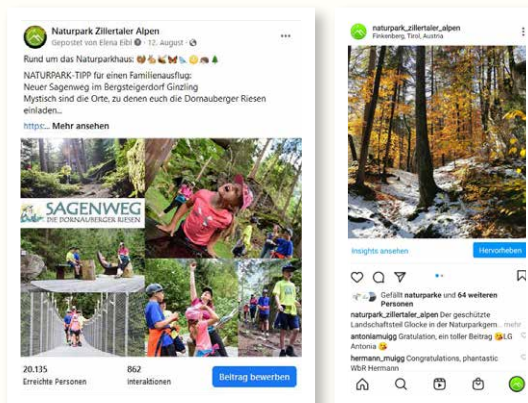 Naturpark Zillertaler Alpen
Gepostet von Elena Eibl · 12. August ·
Rund um das Naturparkhaus:
NATURPARK-TIPP für einen Familienausflug:
Neuer Sagenweg im Bergsteigerdorf Ginzling
Mystisch sind die Orte, zu denen euch die Dornauberger Riesen
einladen...
https:... Mehr ansehen
SAGENWEG
DIE DORNAUBERGER RIESEN
20.135
Erreichte Personen
862
Interaktionen
Beitrag bewerben
naturpark_zillertaler_alpen
Finkenberg, Tirol, Austria
Insights ansehen
Hervorheben
Gefällt naturparke und 64 weiteren
Personen
naturpark_zillertaler_alpen Der geschützte
Landschaftsteil Glocke in der Naturparkgem... mehr
antoniamuigg Gratulation, ein toller Beitrag LG
Antonia
hermann_muigg Congratulations, phantastic
WbR Hermann